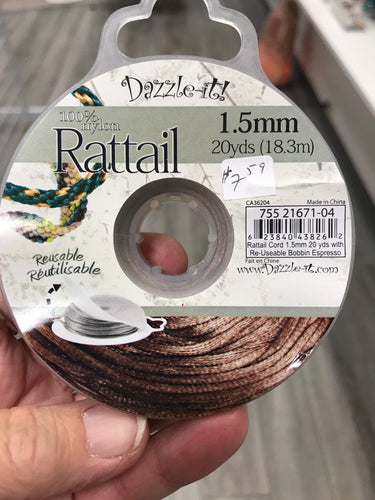 Dazzle-it!
100% nylon
Rattail
1.5mm
20yds (18.3m)
$7.59
CA36204
Made in China
755 21671-04
6 23840 43826 2
Rattail Cord 1.5mm 20 yds with
Re-Useable Bobbin Espresso
Fait en Chine
www.Dazzle-it.com
Reusable
Réutilisable